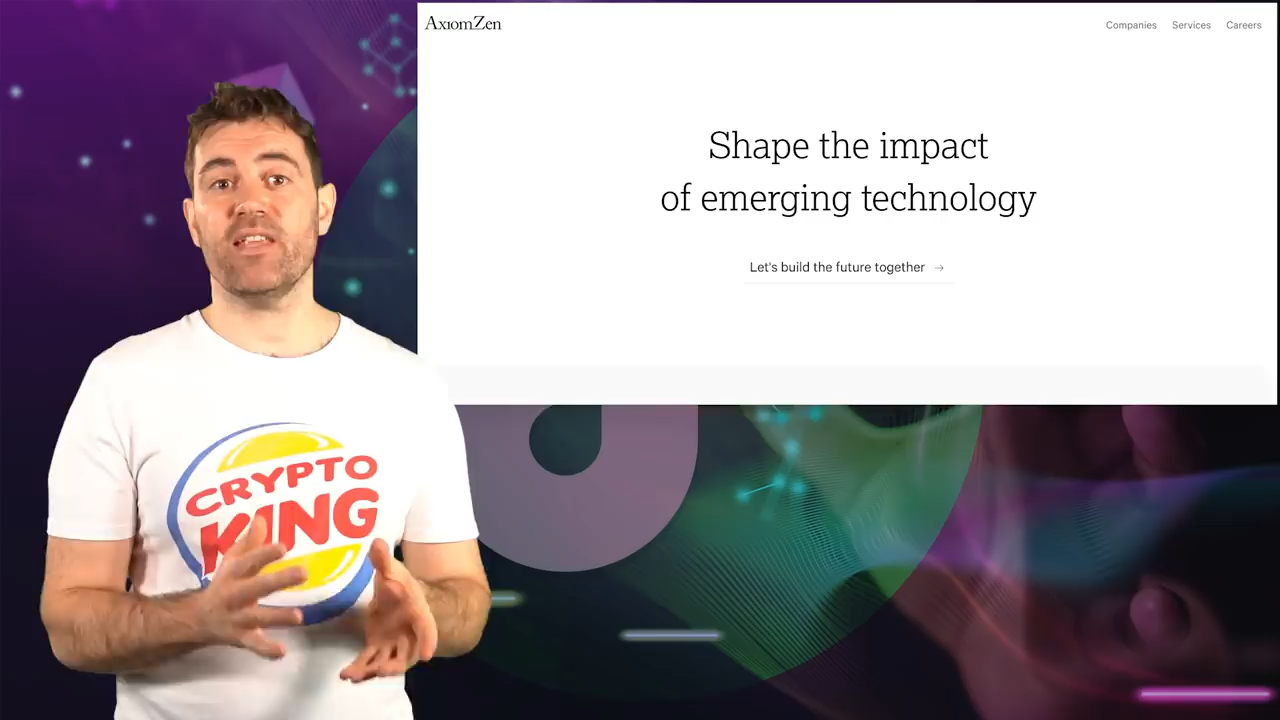 AxiomZen
Companies Services Careers
Shape the impact
of emerging technology
Let's build the future together →
CRYPTO
KING